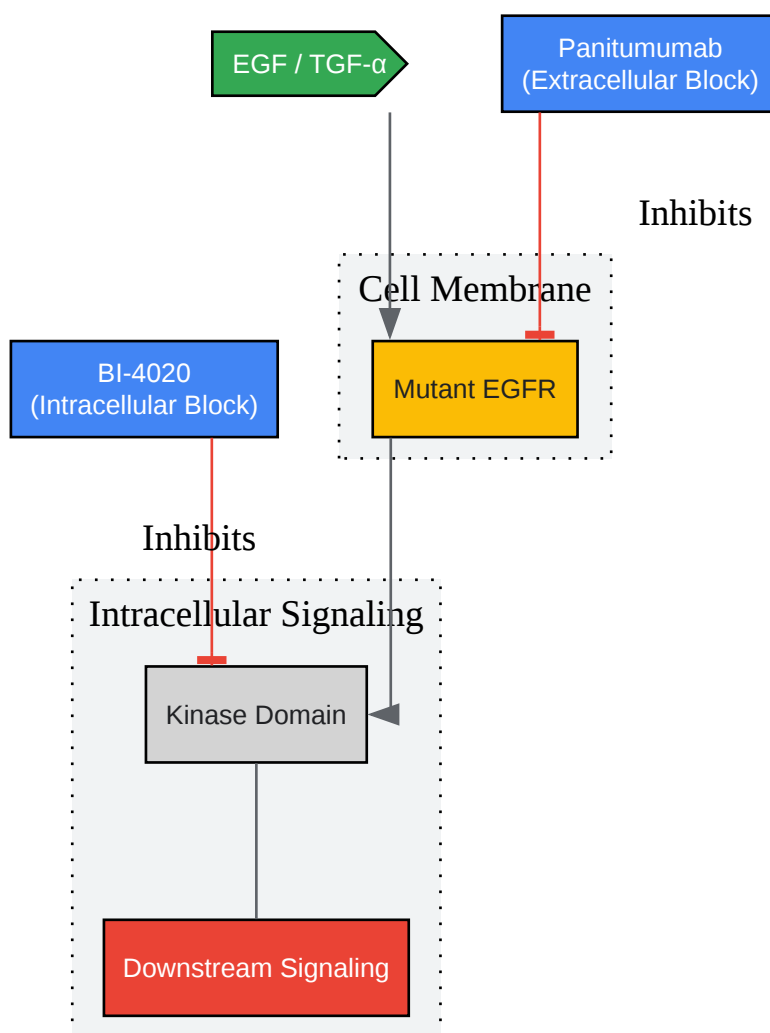 EGF / TGF-α
Panitumumab
(Extracellular Block)
Inhibits
Cell Membrane
Mutant EGFR
BI-4020
(Intracellular Block)
Inhibits
Intracellular Signaling
Kinase Domain
Downstream Signaling